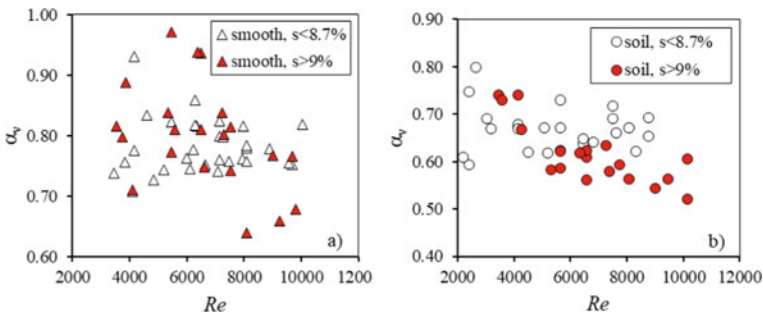 1.00
0.90
0.80
0.70
0.60
αv
2000 4000 6000 8000 10000 1200
Re
smooth, s<8.7%
smooth, s>9%
a)
0.90
0.80
0.70
0.60
0.50
0.40
αv
2000 4000 6000 8000 10000 12000
Re
soil, s<8.7%
soil, s>9%
b)